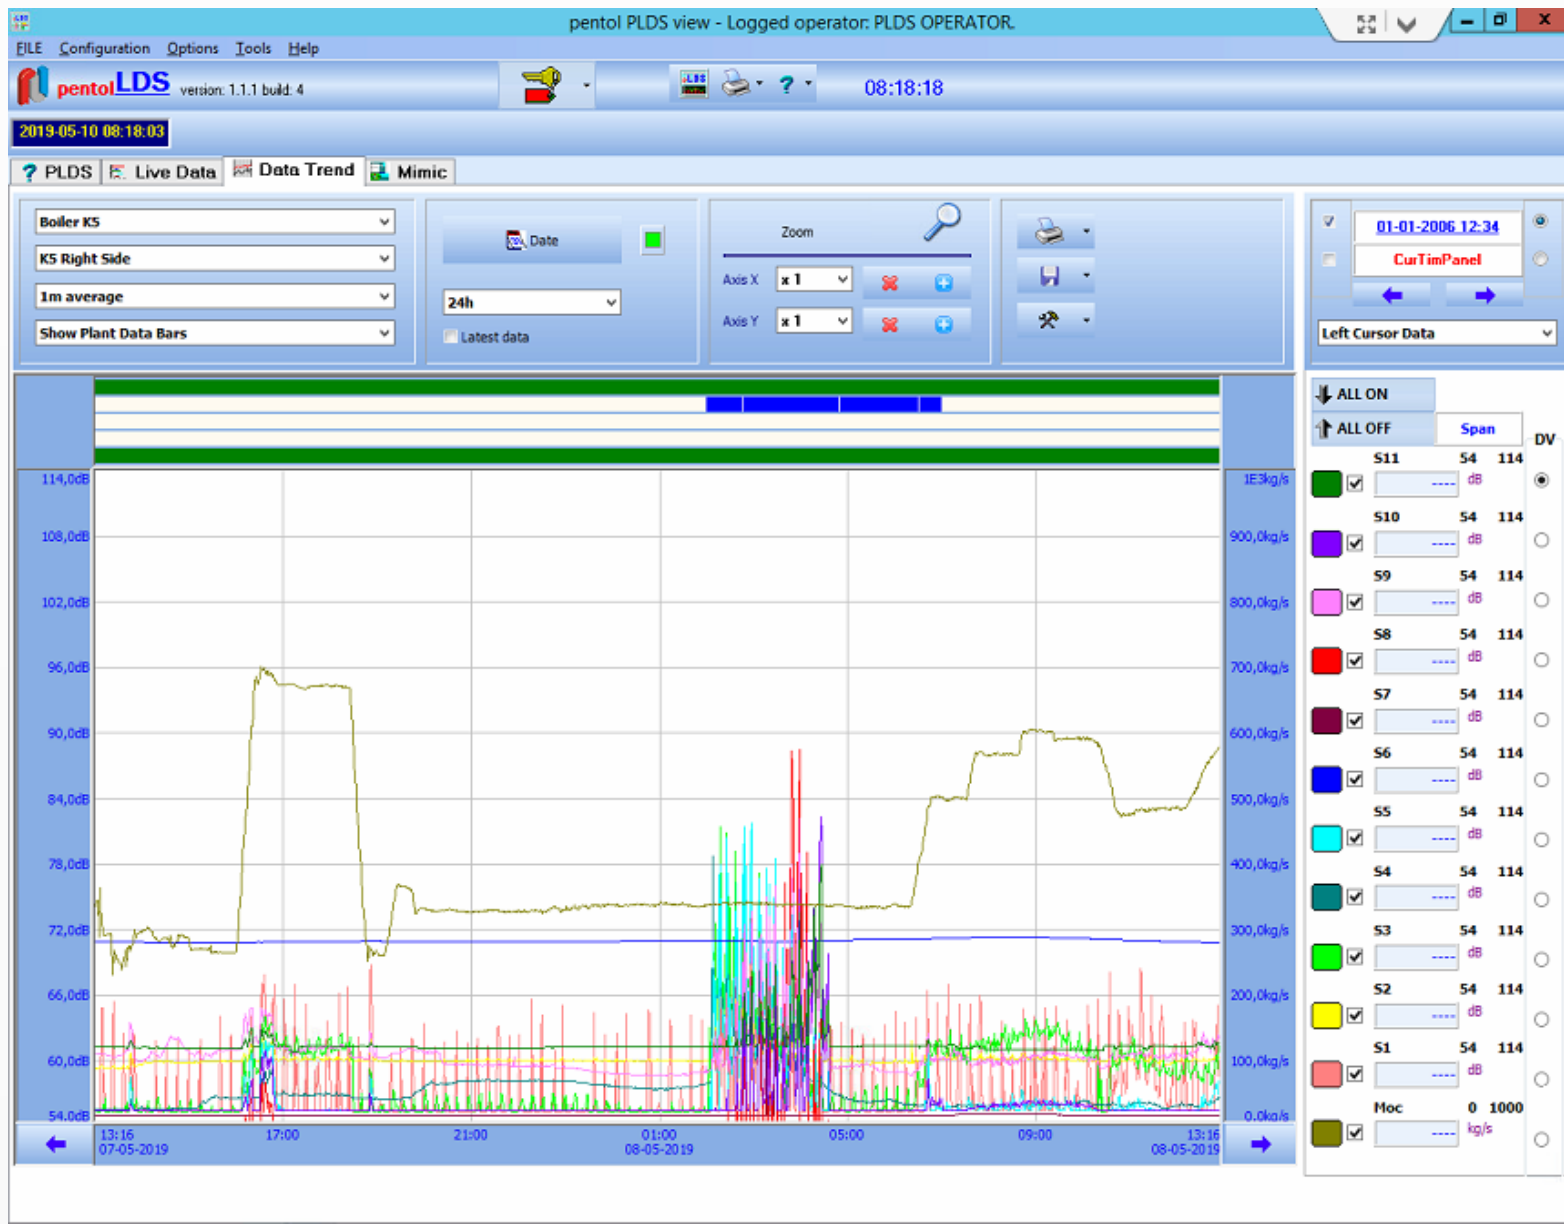 pentol PLDS view - Logged operator: PLDS OPERATOR.
FILE Configuration Options Tools Help
pentol LDS version: 1.1.1 build: 4
08:18:18
2019-05-10 08:18:03
? PLDS Live Data Data Trend Mimic
Boiler K5
K5 Right Side
1m average
Show Plant Data Bars
Date
24h
Latest data
Zoom
Axis X x 1
Axis Y x 1
01-01-2006 12:34
CurTimPanel
Left Cursor Data
ALL ON
ALL OFF Span DV
S11 54 114
---- dB
S10 54 114
---- dB
S9 54 114
---- dB
S8 54 114
---- dB
S7 54 114
---- dB
S6 54 114
---- dB
S5 54 114
---- dB
S4 54 114
---- dB
S3 54 114
---- dB
S2 54 114
---- dB
S1 54 114
---- dB
Moc 0 1000
---- kg/s
114,0dB
108,0dB
102,0dB
96,0dB
90,0dB
84,0dB
78,0dB
72,0dB
66,0dB
60,0dB
54,0dB
1E3kg/s
900,0kg/s
800,0kg/s
700,0kg/s
600,0kg/s
500,0kg/s
400,0kg/s
300,0kg/s
200,0kg/s
100,0kg/s
0,0kg/s
13:16 17:00 21:00 01:00 05:00 09:00 13:16
07-05-2019 08-05-2019 08-05-2019